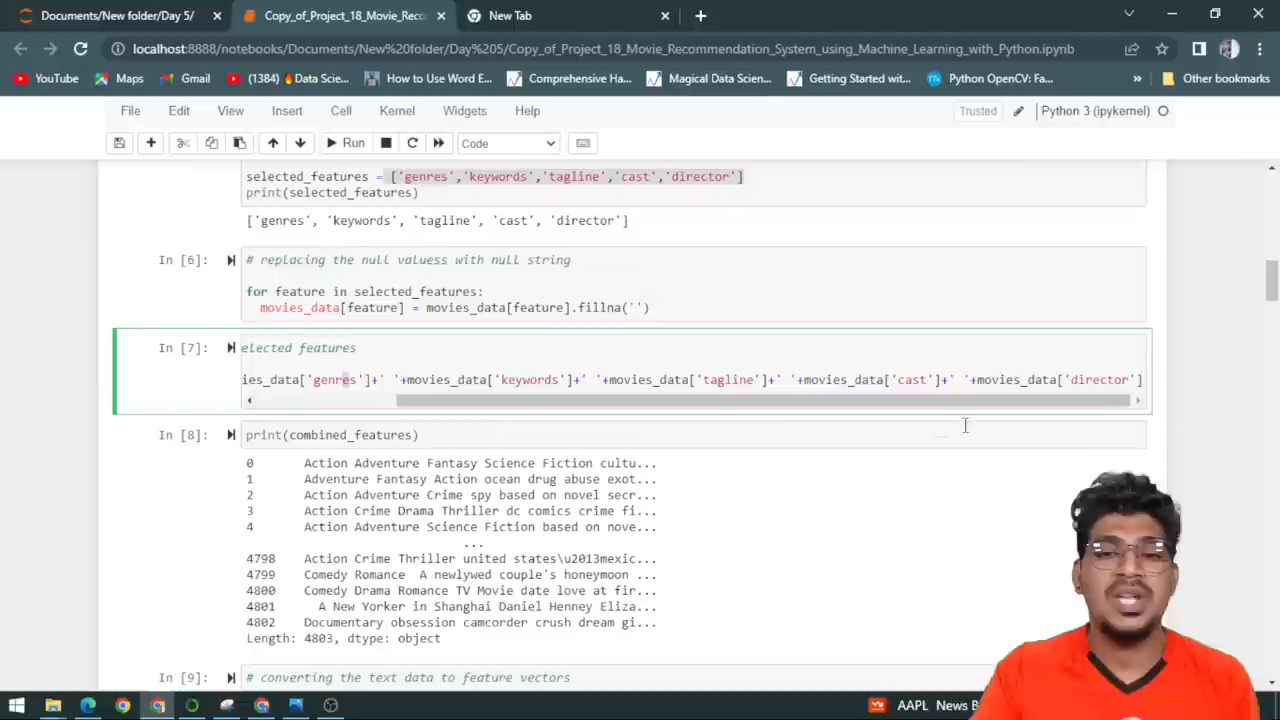 Documents/New folder/Day 5/
Copy_of_Project_18_Movie_Reco
New Tab
localhost:8888/notebooks/Documents/New%20folder/Day%205/Copy_of_Project_18_Movie_Recommendation_System_using_Machine_Learning_with_Python.ipynb
YouTube
Maps
Gmail
(1384) 🔥Data Scie...
How to Use Word E...
Comprehensive Ha...
Magical Data Scien...
Getting Started wit...
Python OpenCV: Fa...
»
Other bookmarks
File Edit View Insert Cell Kernel Widgets Help
Trusted
Python 3 (ipykernel)
Run
Code
selected_features = ['genres','keywords','tagline','cast','director']
print(selected_features)
['genres', 'keywords', 'tagline', 'cast', 'director']
In [6]:
# replacing the null valuess with null string
for feature in selected_features:
movies_data[feature] = movies_data[feature].fillna('')
In [7]:
elected features
ies_data['genres']+' '+movies_data['keywords']+' '+movies_data['tagline']+' '+movies_data['cast']+' '+movies_data['director']
In [8]:
print(combined_features)
0 Action Adventure Fantasy Science Fiction cultu...
1 Adventure Fantasy Action ocean drug abuse exot...
2 Action Adventure Crime spy based on novel secr...
3 Action Crime Drama Thriller dc comics crime fi...
4 Action Adventure Science Fiction based on nove...
...
4798 Action Crime Thriller united states\u2013mexic...
4799 Comedy Romance A newlywed couple's honeymoon ...
4800 Comedy Drama Romance TV Movie date love at fir...
4801 A New Yorker in Shanghai Daniel Henney Eliza...
4802 Documentary obsession camcorder crush dream gi...
Length: 4803, dtype: object
In [9]:
# converting the text data to feature vectors
AAPL News B